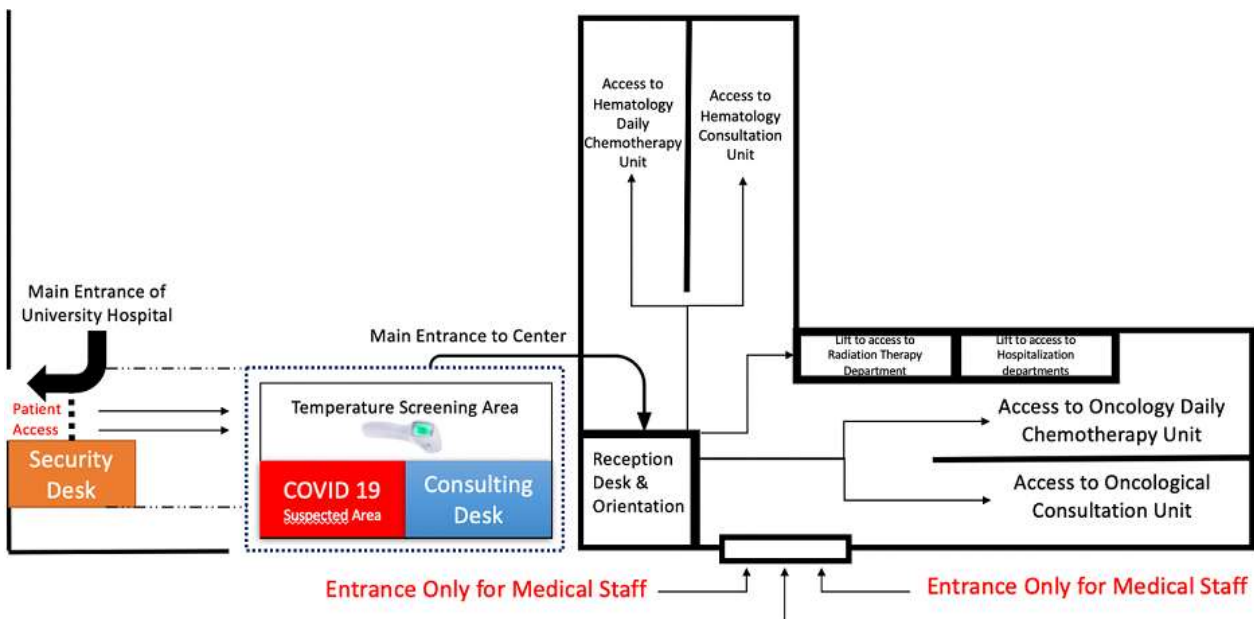 Access to
Hematology
Daily
Chemotherapy
Unit
Access to
Hematology
Consultation
Unit
Main Entrance of
University Hospital
Main Entrance to Center
Lift to access to
Radiation Therapy
Department
Lift to access to
Hospitalization
departments
Patient
Access
Security
Desk
Temperature Screening Area
COVID 19
Suspected Area
Consulting
Desk
Reception
Desk &
Orientation
Access to Oncology Daily
Chemotherapy Unit
Access to Oncological
Consultation Unit
Entrance Only for Medical Staff
Entrance Only for Medical Staff